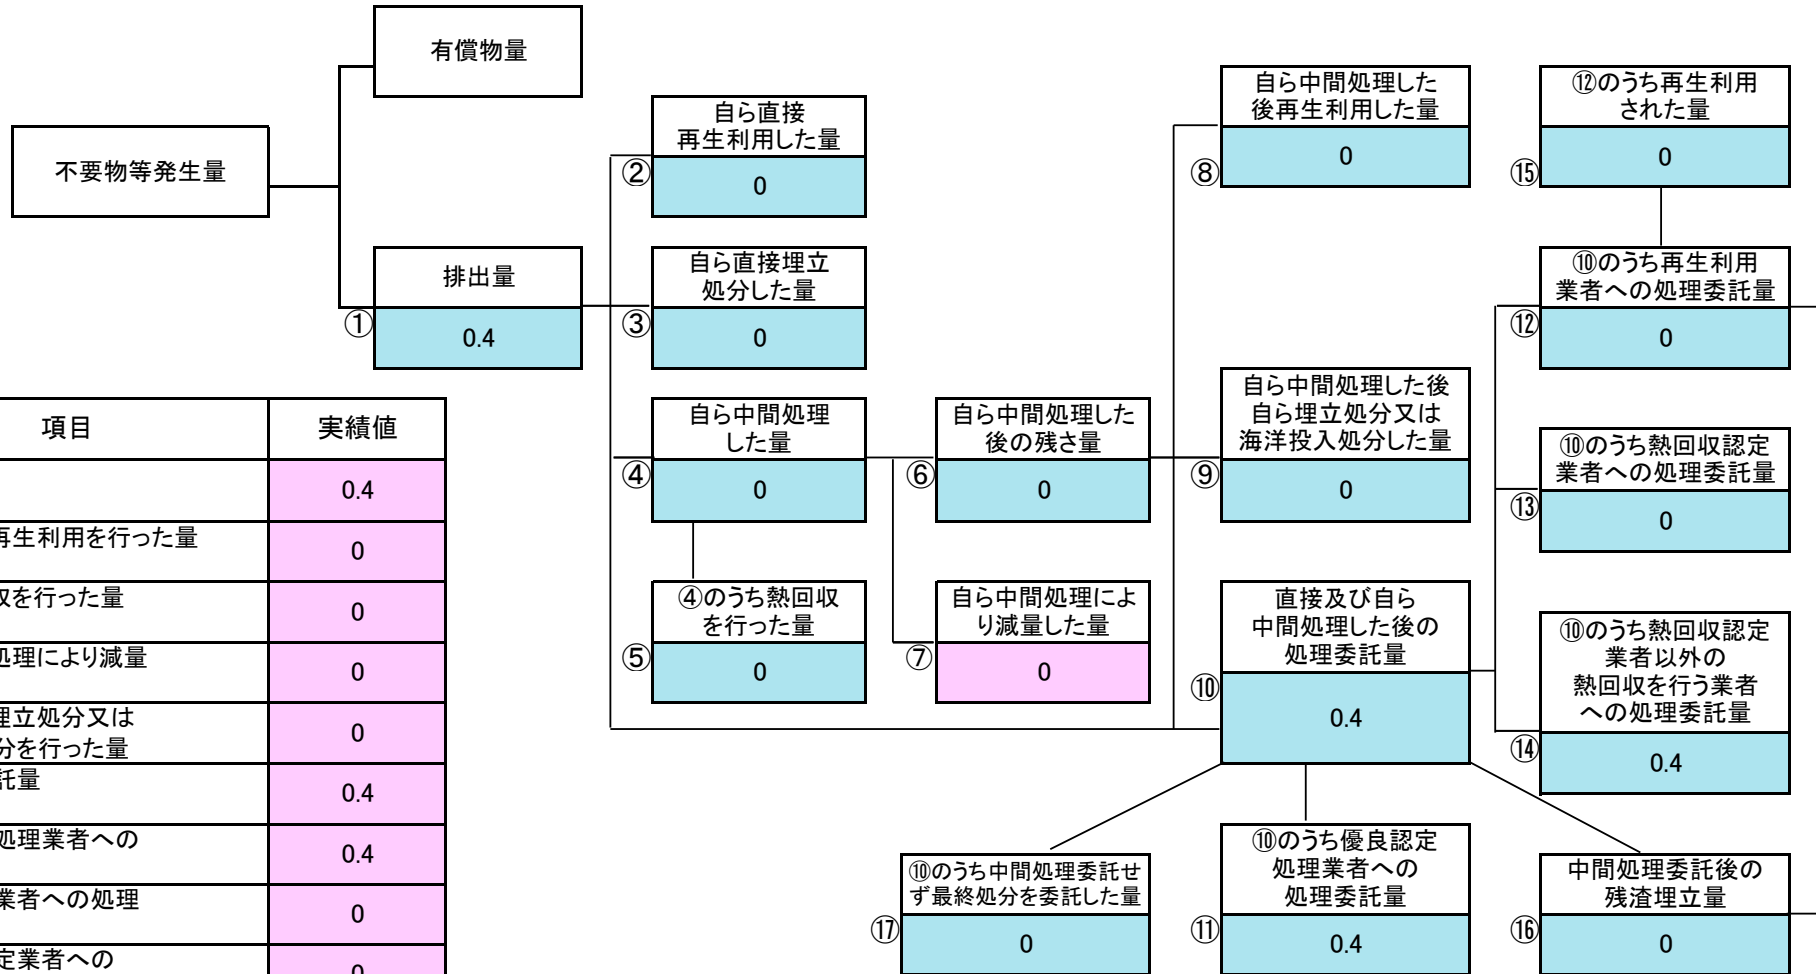 有償物量
不要物等発生量
排出量
①
0.4
自ら直接
再生利用した量
②
0
自ら直接埋立
処分した量
③
0
自ら中間処理
した量
④
0
④のうち熱回収
を行った量
⑤
0
自ら中間処理した
後の残さ量
⑥
0
自ら中間処理によ
り減量した量
⑦
0
自ら中間処理した
後再生利用した量
⑧
0
自ら中間処理した後
自ら埋立処分又は
海洋投入処分した量
⑨
0
直接及び自ら
中間処理した後の
処理委託量
⑩
0.4
⑫のうち再生利用
された量
⑮
0
⑩のうち再生利用
業者への処理委託量
⑫
0
⑩のうち熱回収認定
業者への処理委託量
⑬
0
⑩のうち熱回収認定
業者以外の
熱回収を行う業者
への処理委託量
⑭
0.4
⑩のうち中間処理委託せ
ず最終処分を委託した量
⑰
0
⑩のうち優良認定
処理業者への
処理委託量
⑪
0.4
中間処理委託後の
残渣埋立量
⑯
0
項目 実績値
0.4
再生利用を行った量 0
を行った量 0
処理により減量 0
埋立処分又は
分を行った量 0
託量 0.4
処理業者への 0.4
業者への処理 0
定業者への 0